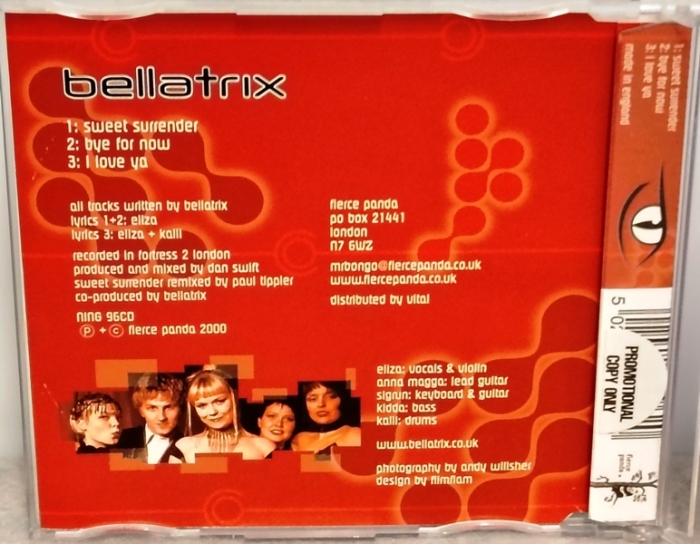 bellatrix
1: sweet surrender
2: bye for now
3: i love ya
all tracks written by bellatrix
lyrics 1+2: eliza
lyrics 3: eliza + kalli
recorded in fortress 2 london
produced and mixed by dan swift
sweet surrender remixed by paul tippler
co-produced by bellatrix
NING 96CD
Ⓟ + © fierce panda 2000
fierce panda
po box 21441
london
n7 6WZ
mrbongo@fiercepanda.co.uk
www.fiercepanda.co.uk
distributed by vital
eliza: vocals & violin
anna magga: lead guitar
sigrun: keyboard & guitar
kidda: bass
kalli: drums
www.bellatrix.co.uk
photography by andy willsher
design by flimflam
1: sweet surrender
2: bye for now
3: i love ya
made in england
5 02
PROMOTIONAL
COPY ONLY
fierce
panda